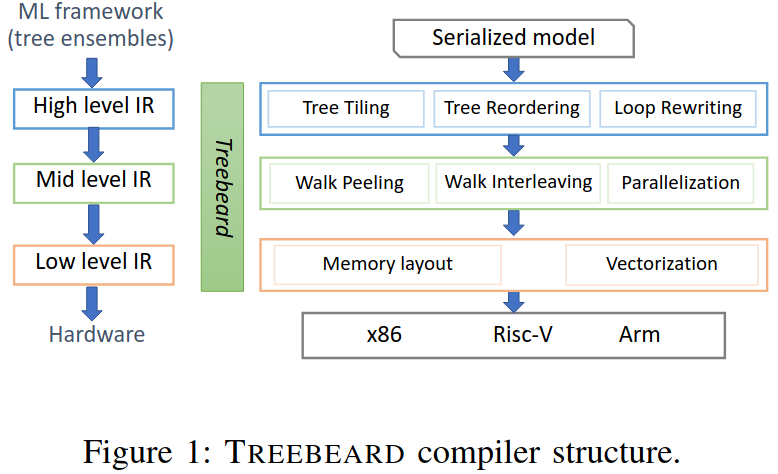 ML framework
(tree ensembles)
High level IR
Mid level IR
Low level IR
Hardware
Treebeard
Serialized model
Tree Tiling
Tree Reordering
Loop Rewriting
Walk Peeling
Walk Interleaving
Parallelization
Memory layout
Vectorization
x86
Risc-V
Arm
Figure 1: TREEBEARD compiler structure.